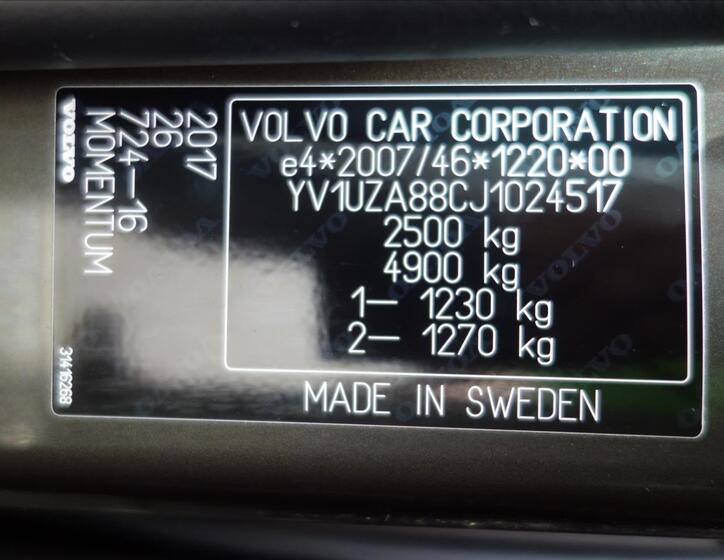 VOLVO CAR CORPORATION
e4*2007/46*1220*00
YV1UZA88CJ1024517
2500 kg
4900 kg
1— 1230 kg
2— 1270 kg
MADE IN SWEDEN
2017
26
724—16
MOMENTUM
VOLVO
31416268